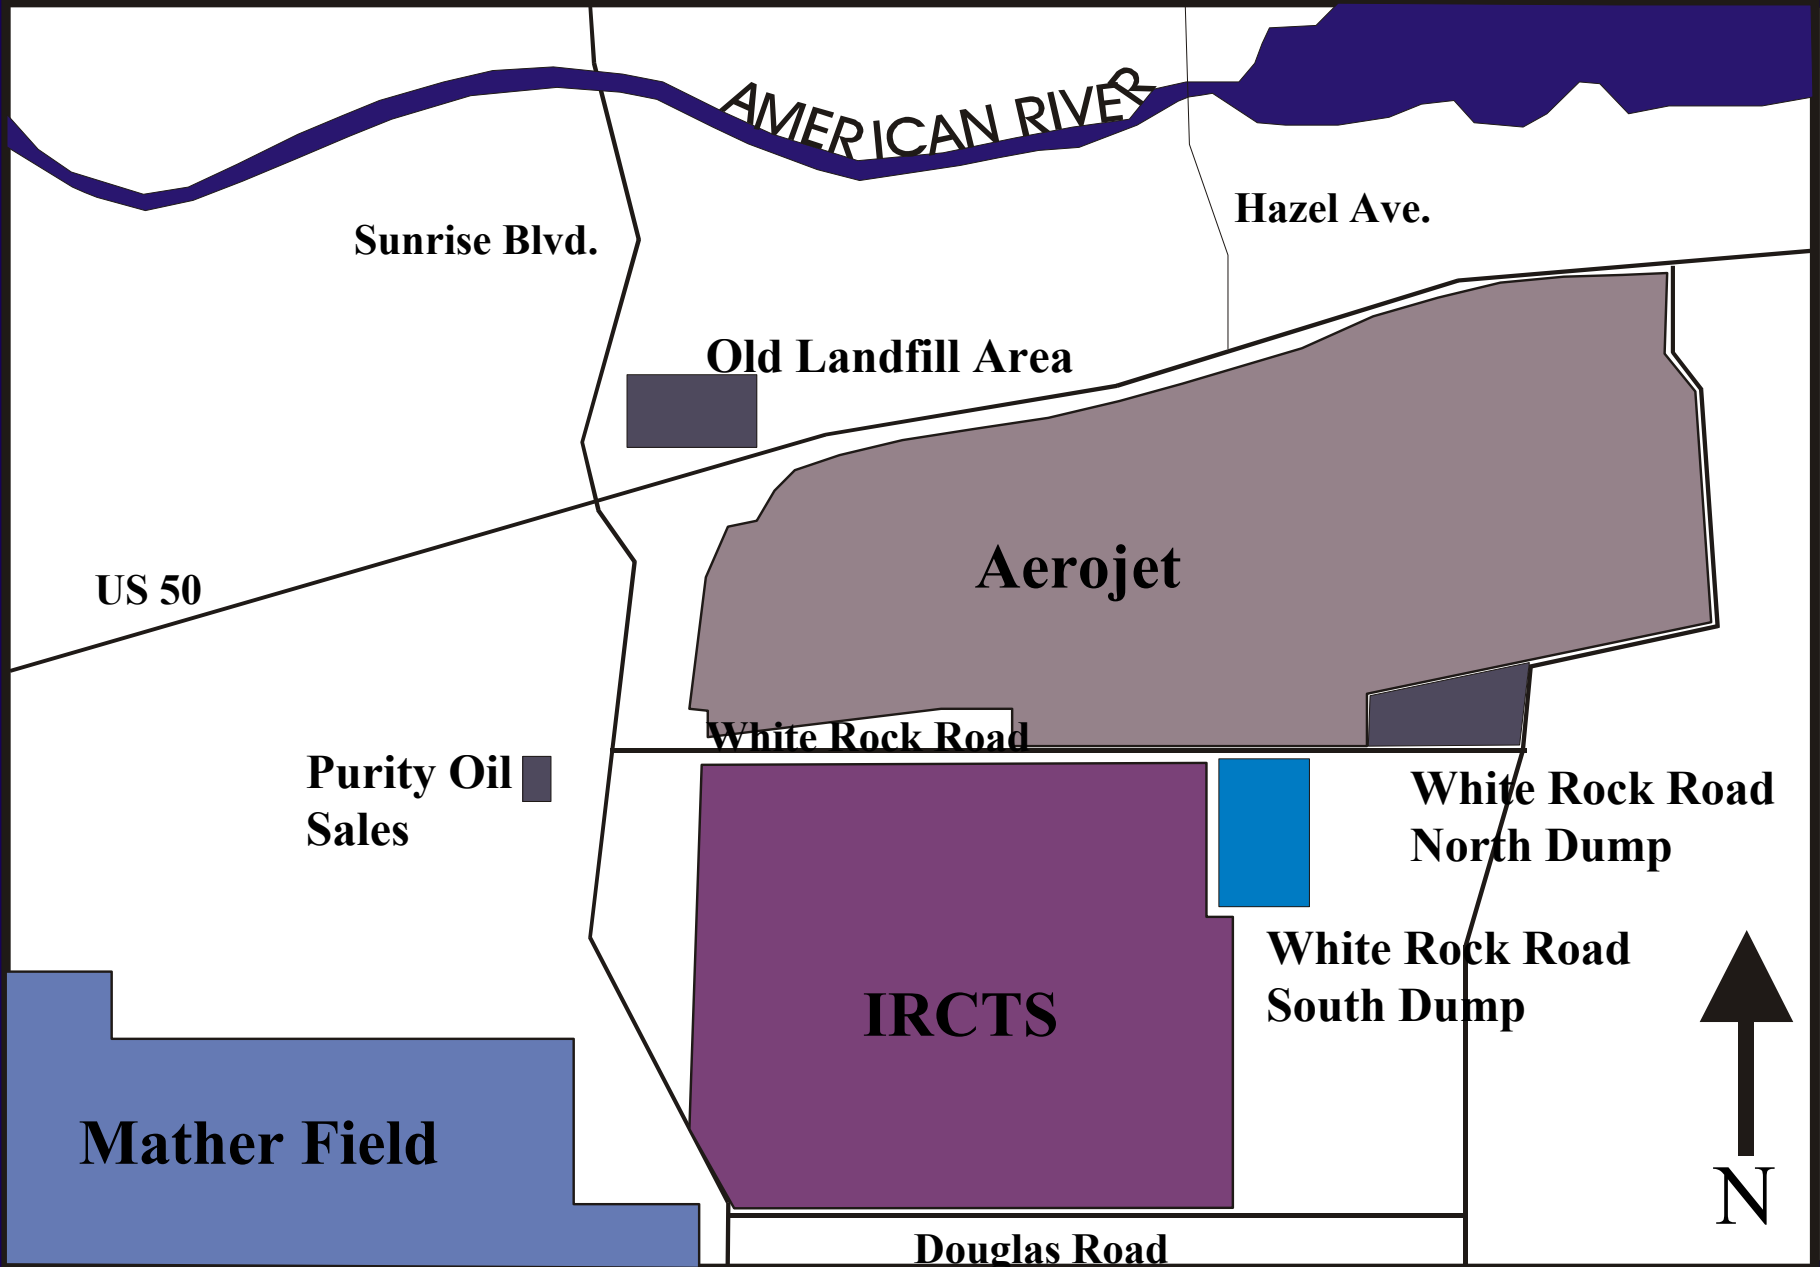 AMERICAN RIVER
Hazel Ave.
Sunrise Blvd.
Old Landfill Area
Aerojet
US 50
White Rock Road
Purity Oil
Sales
White Rock Road
North Dump
White Rock Road
South Dump
IRCTS
Mather Field
N
Douglas Road